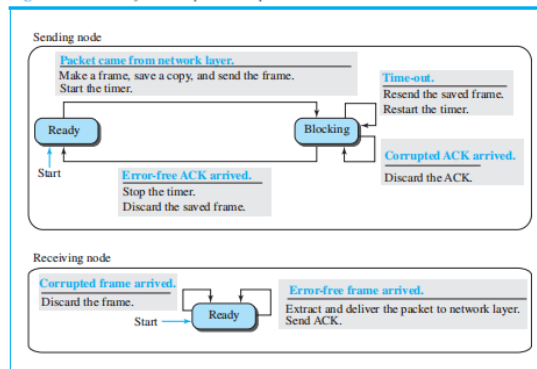 Sending node
Packet came from network layer.
Make a frame, save a copy, and send the frame.
Start the timer.
Time-out.
Resend the saved frame.
Restart the timer.
Ready
Blocking
Start
Error-free ACK arrived.
Stop the timer.
Discard the saved frame.
Corrupted ACK arrived.
Discard the ACK.
Receiving node
Corrupted frame arrived.
Discard the frame.
Start
Ready
Error-free frame arrived.
Extract and deliver the packet to network layer.
Send ACK.